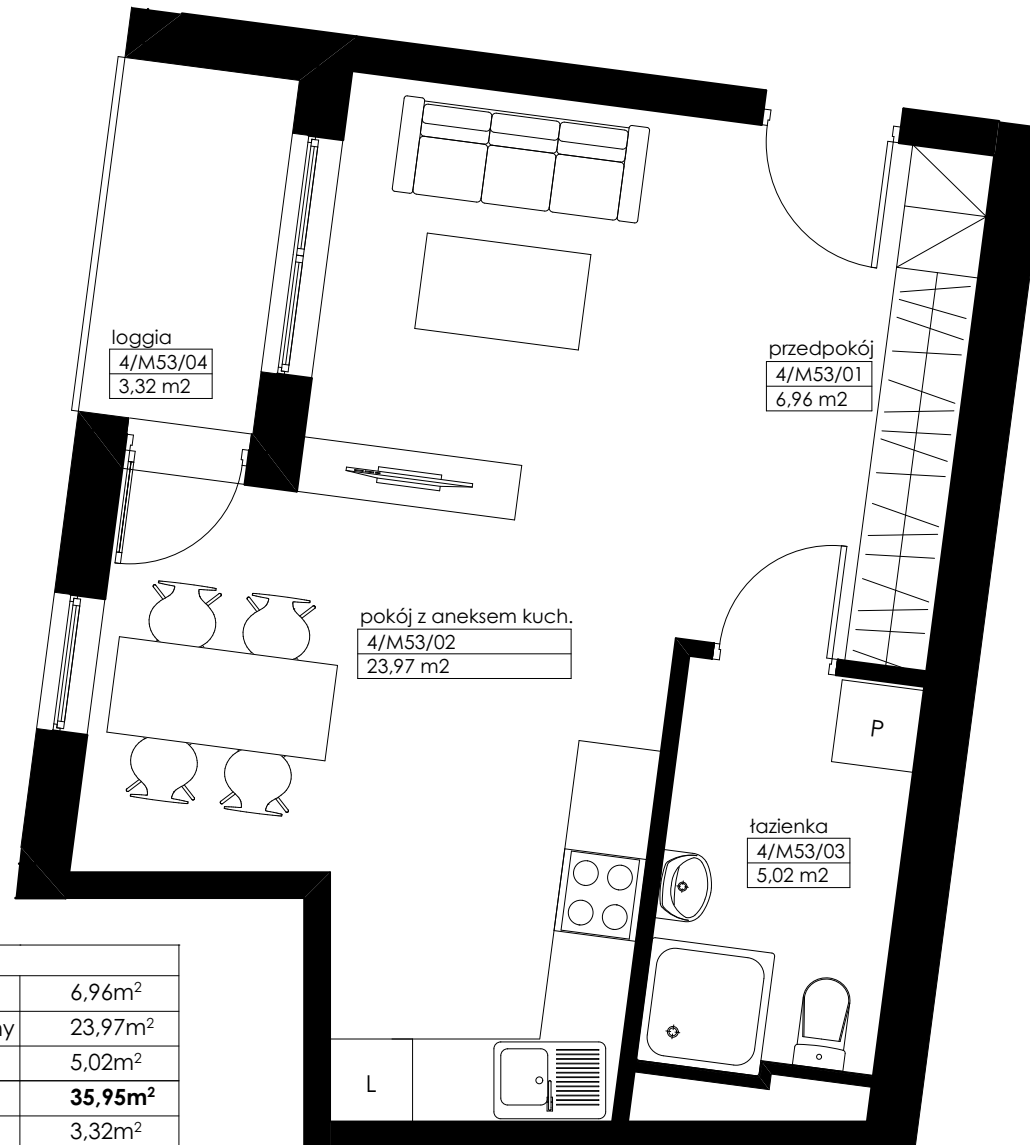 loggia
4/M53/04
3,32 m2
przedpokój
4/M53/01
6,96 m2
pokój z aneksem kuch.
4/M53/02
23,97 m2
P
łazienka
4/M53/03
5,02 m2
L
6,96m²
ny 23,97m²
5,02m²
35,95m²
3,32m²